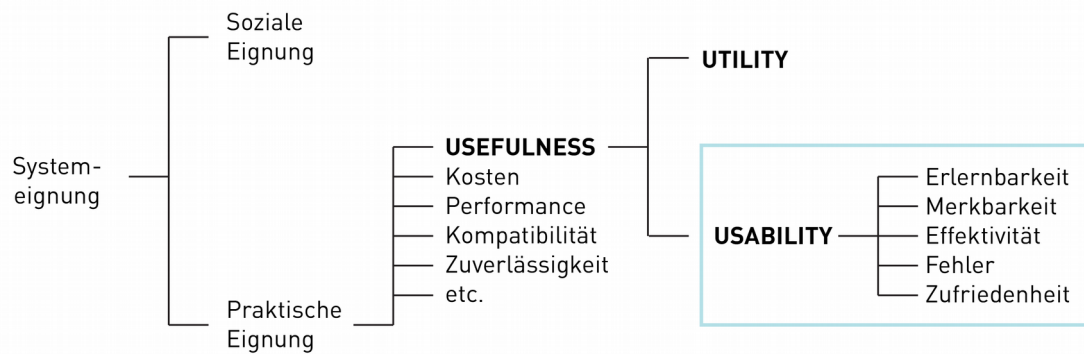 System-
eignung
Soziale
Eignung
Praktische
Eignung
USEFULNESS
Kosten
Performance
Kompatibilität
Zuverlässigkeit
etc.
UTILITY
USABILITY
Erlernbarkeit
Merkbarkeit
Effektivität
Fehler
Zufriedenheit